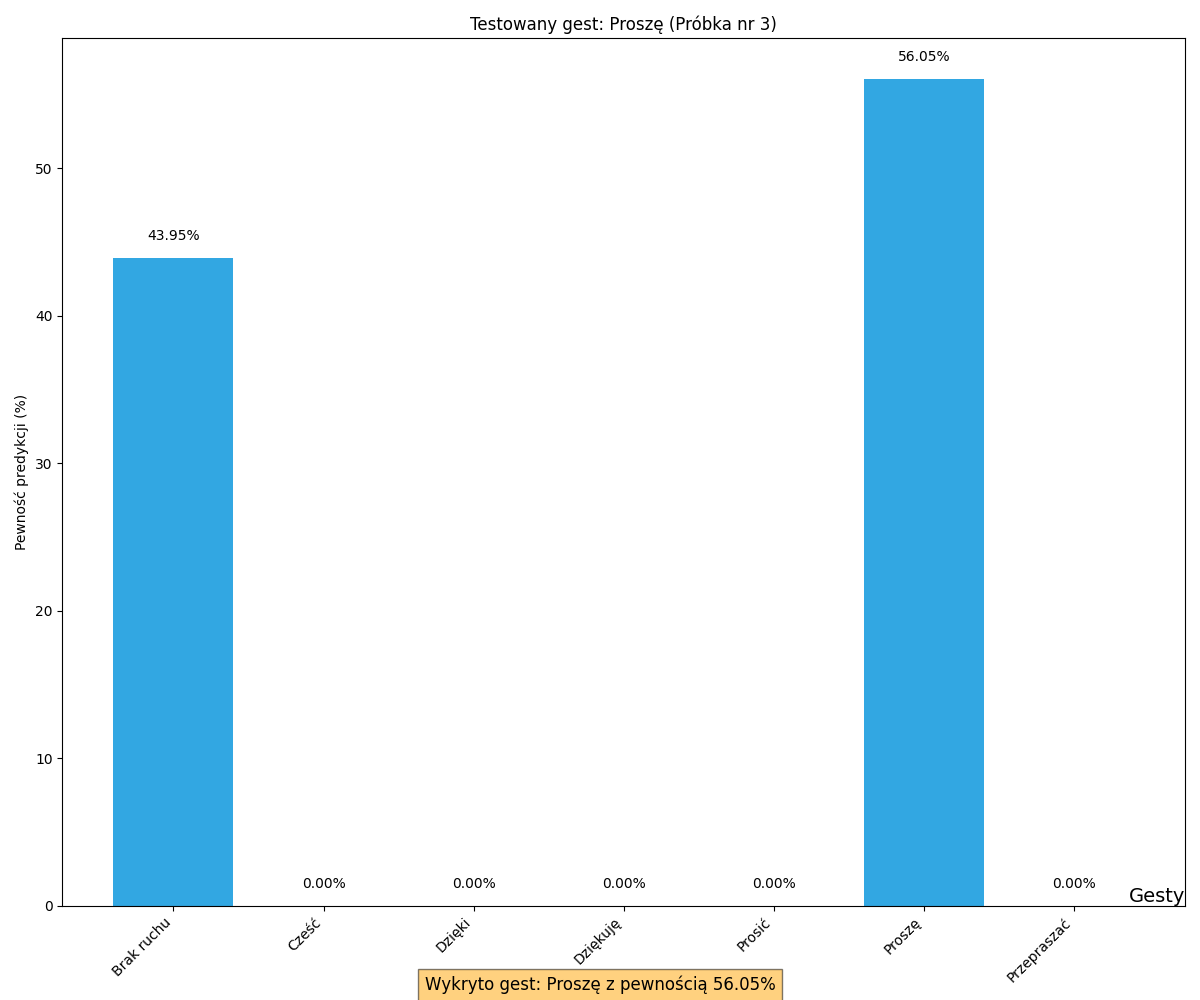 Testowany gest: Proszę (Próbka nr 3)
56.05%
43.95%
0.00% 0.00% 0.00% 0.00% 0.00%
Pewność predykcji (%)
50
40
30
20
10
0
Gesty
Brak ruchu Cześć Dzięki Dziękuję Prosić Proszę Przepraszać
Wykryto gest: Proszę z pewnością 56.05%